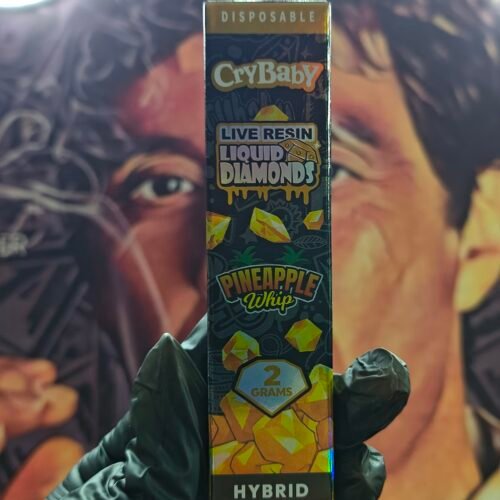 DISPOSABLE
CryBaby
LIVE RESIN
LIQUID
DIAMONDS
PINEAPPLE
Whip
2
GRAMS
HYBRID